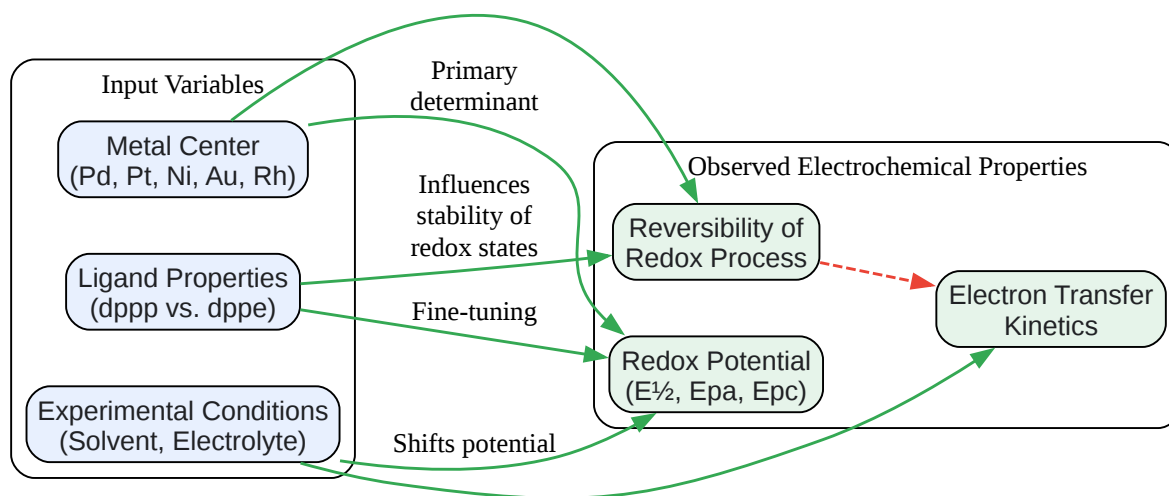 Input Variables
Metal Center
(Pd, Pt, Ni, Au, Rh)
Ligand Properties
(dppp vs. dppe)
Experimental Conditions
(Solvent, Electrolyte)
Primary
determinant
Influences
stability of
redox states
Fine-tuning
Shifts potential
Observed Electrochemical Properties
Reversibility of
Redox Process
Electron Transfer
Kinetics
Redox Potential
(E½, Epa, Epc)